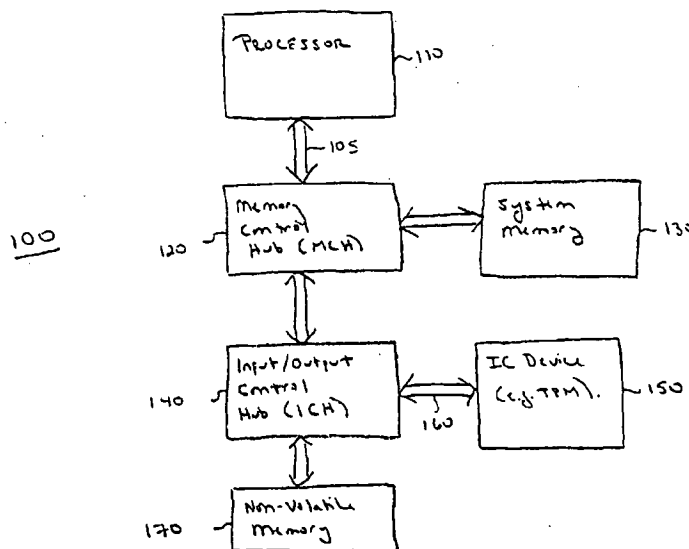 PROCESSOR
110
105
100
120
Memory
Control
Hub (MCH)
System
Memory
130
140
Input/Output
Control
Hub (ICH)
160
IC Device
(e.g. TPM).
150
170
Non-Volatile
Memory